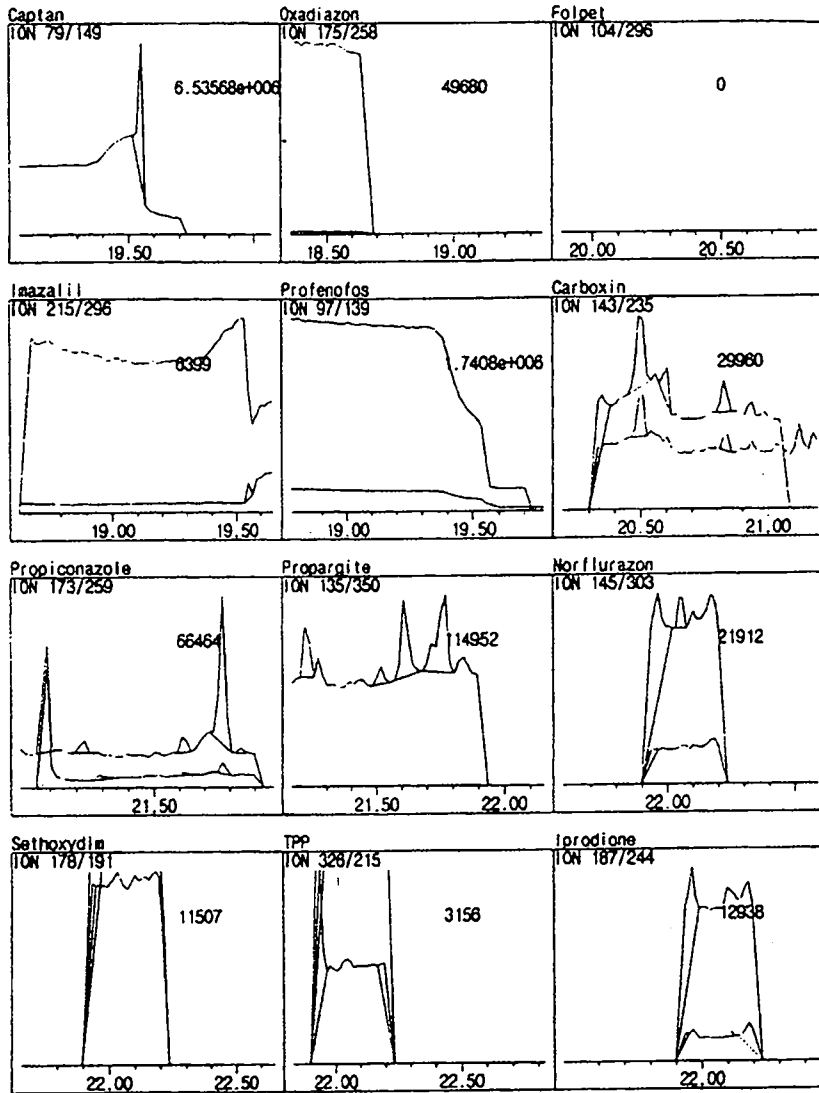 Captan
ION 79/149
6.53568e+006
19.50
Oxadiazon
ION 175/258
49680
18.50 19.00
Folpet
ION 104/296
0
20.00 20.50
Imazalil
ION 215/296
6399
19.00 19.50
Profenofos
ION 97/139
.7408e+006
19.00 19.50
Carboxin
ION 143/235
29960
20.50 21.00
Propiconazole
ION 173/259
66464
21.50
Propargite
ION 135/350
14952
21.50 22.00
Norflurazon
ION 145/303
21912
22.00
Sethoxydim
ION 178/191
11507
22.00 22.50
TPP
ION 326/215
3156
22.00 22.50
Iprodione
ION 187/244
12938
22.00